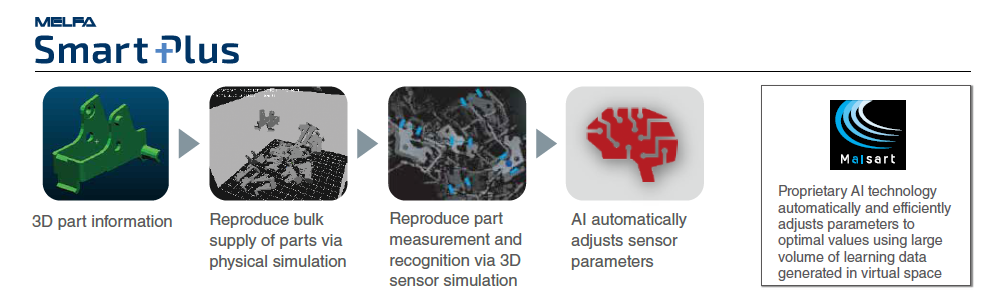 MELFA
Smart Plus
3D part information
Reproduce bulk
supply of parts via
physical simulation
Reproduce part
measurement and
recognition via 3D
sensor simulation
AI automatically
adjusts sensor
parameters
Maisart
Proprietary AI technology
automatically and efficiently
adjusts parameters to
optimal values using large
volume of learning data
generated in virtual space